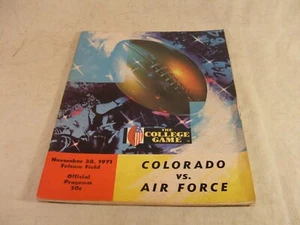 THE
COLLEGE
GAME
November 20, 1971
Falcon Field
Official
Program
50c
COLORADO
vs.
AIR FORCE